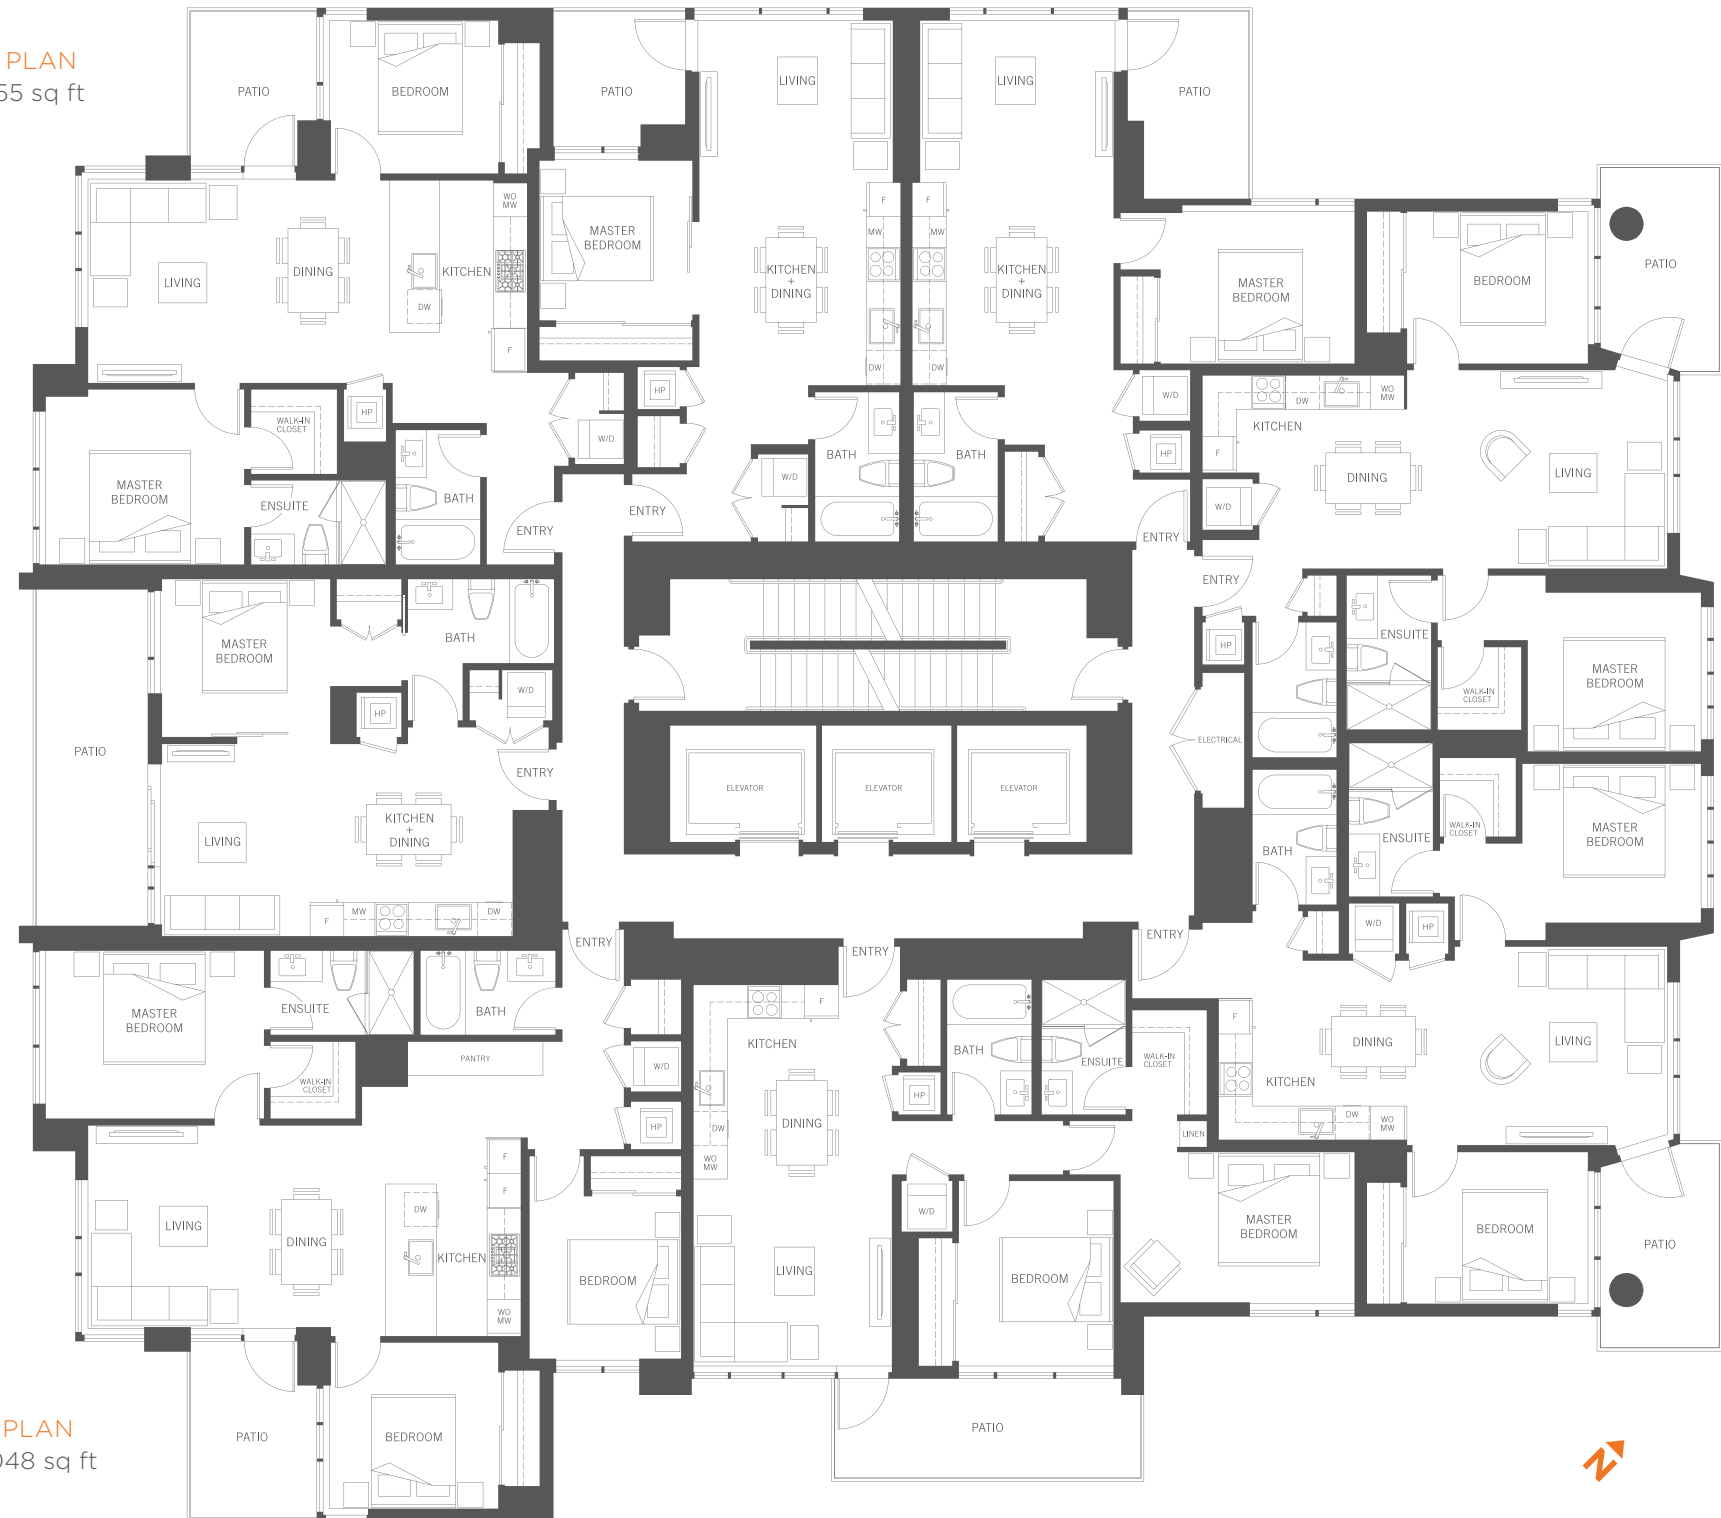 PLAN
55 sq ft
PATIO
BEDROOM
PATIO
LIVING
LIVING
PATIO
WO
MW
F
F
MASTER
BEDROOM
MW
MW
LIVING
DINING
KITCHEN
KITCHEN
+
DINING
KITCHEN
+
DINING
MASTER
BEDROOM
BEDROOM
PATIO
DW
F
DW
DW
HP
HP
W/D
WALK-IN
CLOSET
W/D
DW
WO
MW
KITCHEN
BATH
BATH
HP
F
MASTER
BEDROOM
ENSUITE
BATH
W/D
DINING
LIVING
W/D
ENTRY
ENTRY
ENTRY
ENTRY
MASTER
BEDROOM
BATH
ENSUITE
HP
MASTER
BEDROOM
W/D
WALK-IN
CLOSET
HP
PATIO
ELECTRICAL
ENTRY
ELEVATOR
ELEVATOR
ELEVATOR
LIVING
KITCHEN
+
DINING
MASTER
BEDROOM
WALK-IN
CLOSET
ENSUITE
BATH
F
MW
DW
ENTRY
ENTRY
ENTRY
W/D
HP
MASTER
BEDROOM
ENSUITE
BATH
F
F
KITCHEN
BATH
ENSUITE
WALK-IN
CLOSET
DINING
LIVING
PANTRY
W/D
WALK-IN
CLOSET
HP
KITCHEN
HP
DW
WO
MW
DINING
DW
LINEN
WO
MW
F
F
DW
W/D
LIVING
DINING
KITCHEN
MASTER
BEDROOM
BEDROOM
PATIO
BEDROOM
LIVING
BEDROOM
WO
MW
PLAN
048 sq ft
PATIO
BEDROOM
PATIO
N